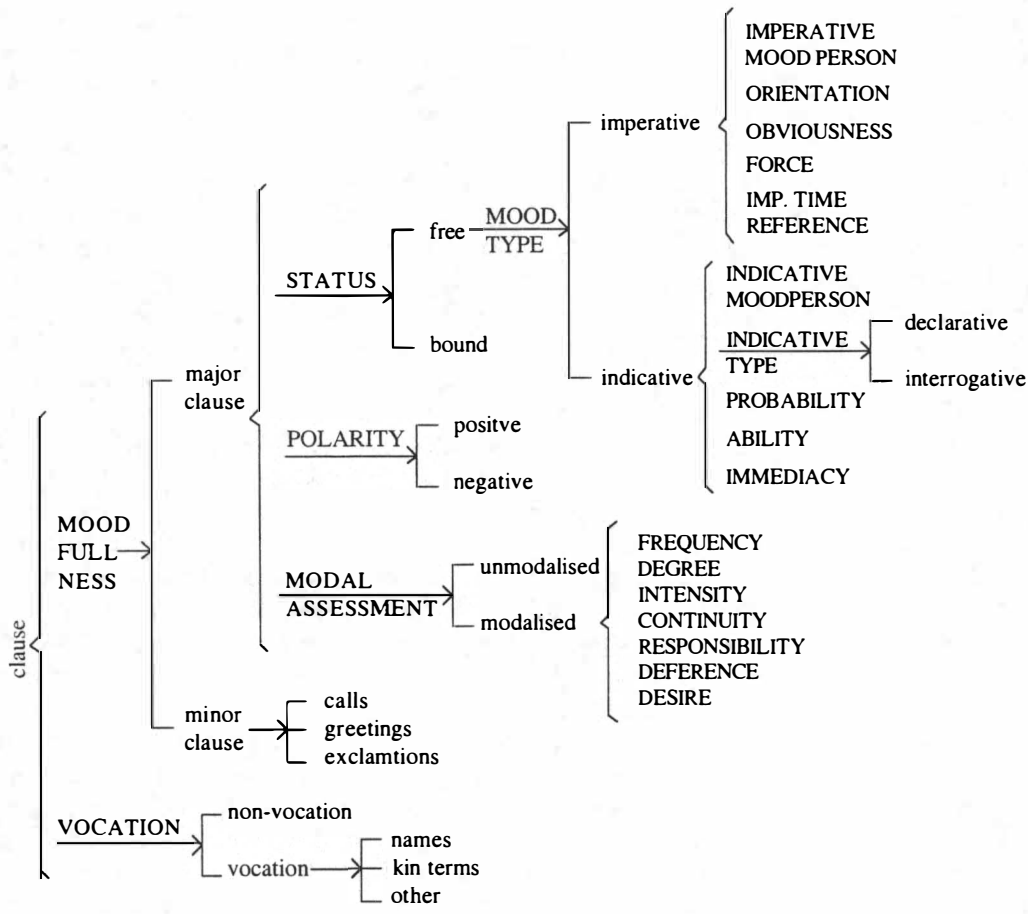 IMPERATIVE
MOOD PERSON
ORIENTATION
OBVIOUSNESS
FORCE
IMP. TIME
REFERENCE
imperative
free
MOOD
TYPE
STATUS
bound
indicative
INDICATIVE
MOODPERSON
INDICATIVE
TYPE
declarative
interrogative
PROBABILITY
ABILITY
IMMEDIACY
major
clause
POLARITY
positve
negative
MOOD
FULL
NESS
MODAL
ASSESSMENT
unmodalised
modalised
FREQUENCY
DEGREE
INTENSITY
CONTINUITY
RESPONSIBILITY
DEFERENCE
DESIRE
clause
minor
clause
calls
greetings
exclamtions
VOCATION
non-vocation
vocation
names
kin terms
other